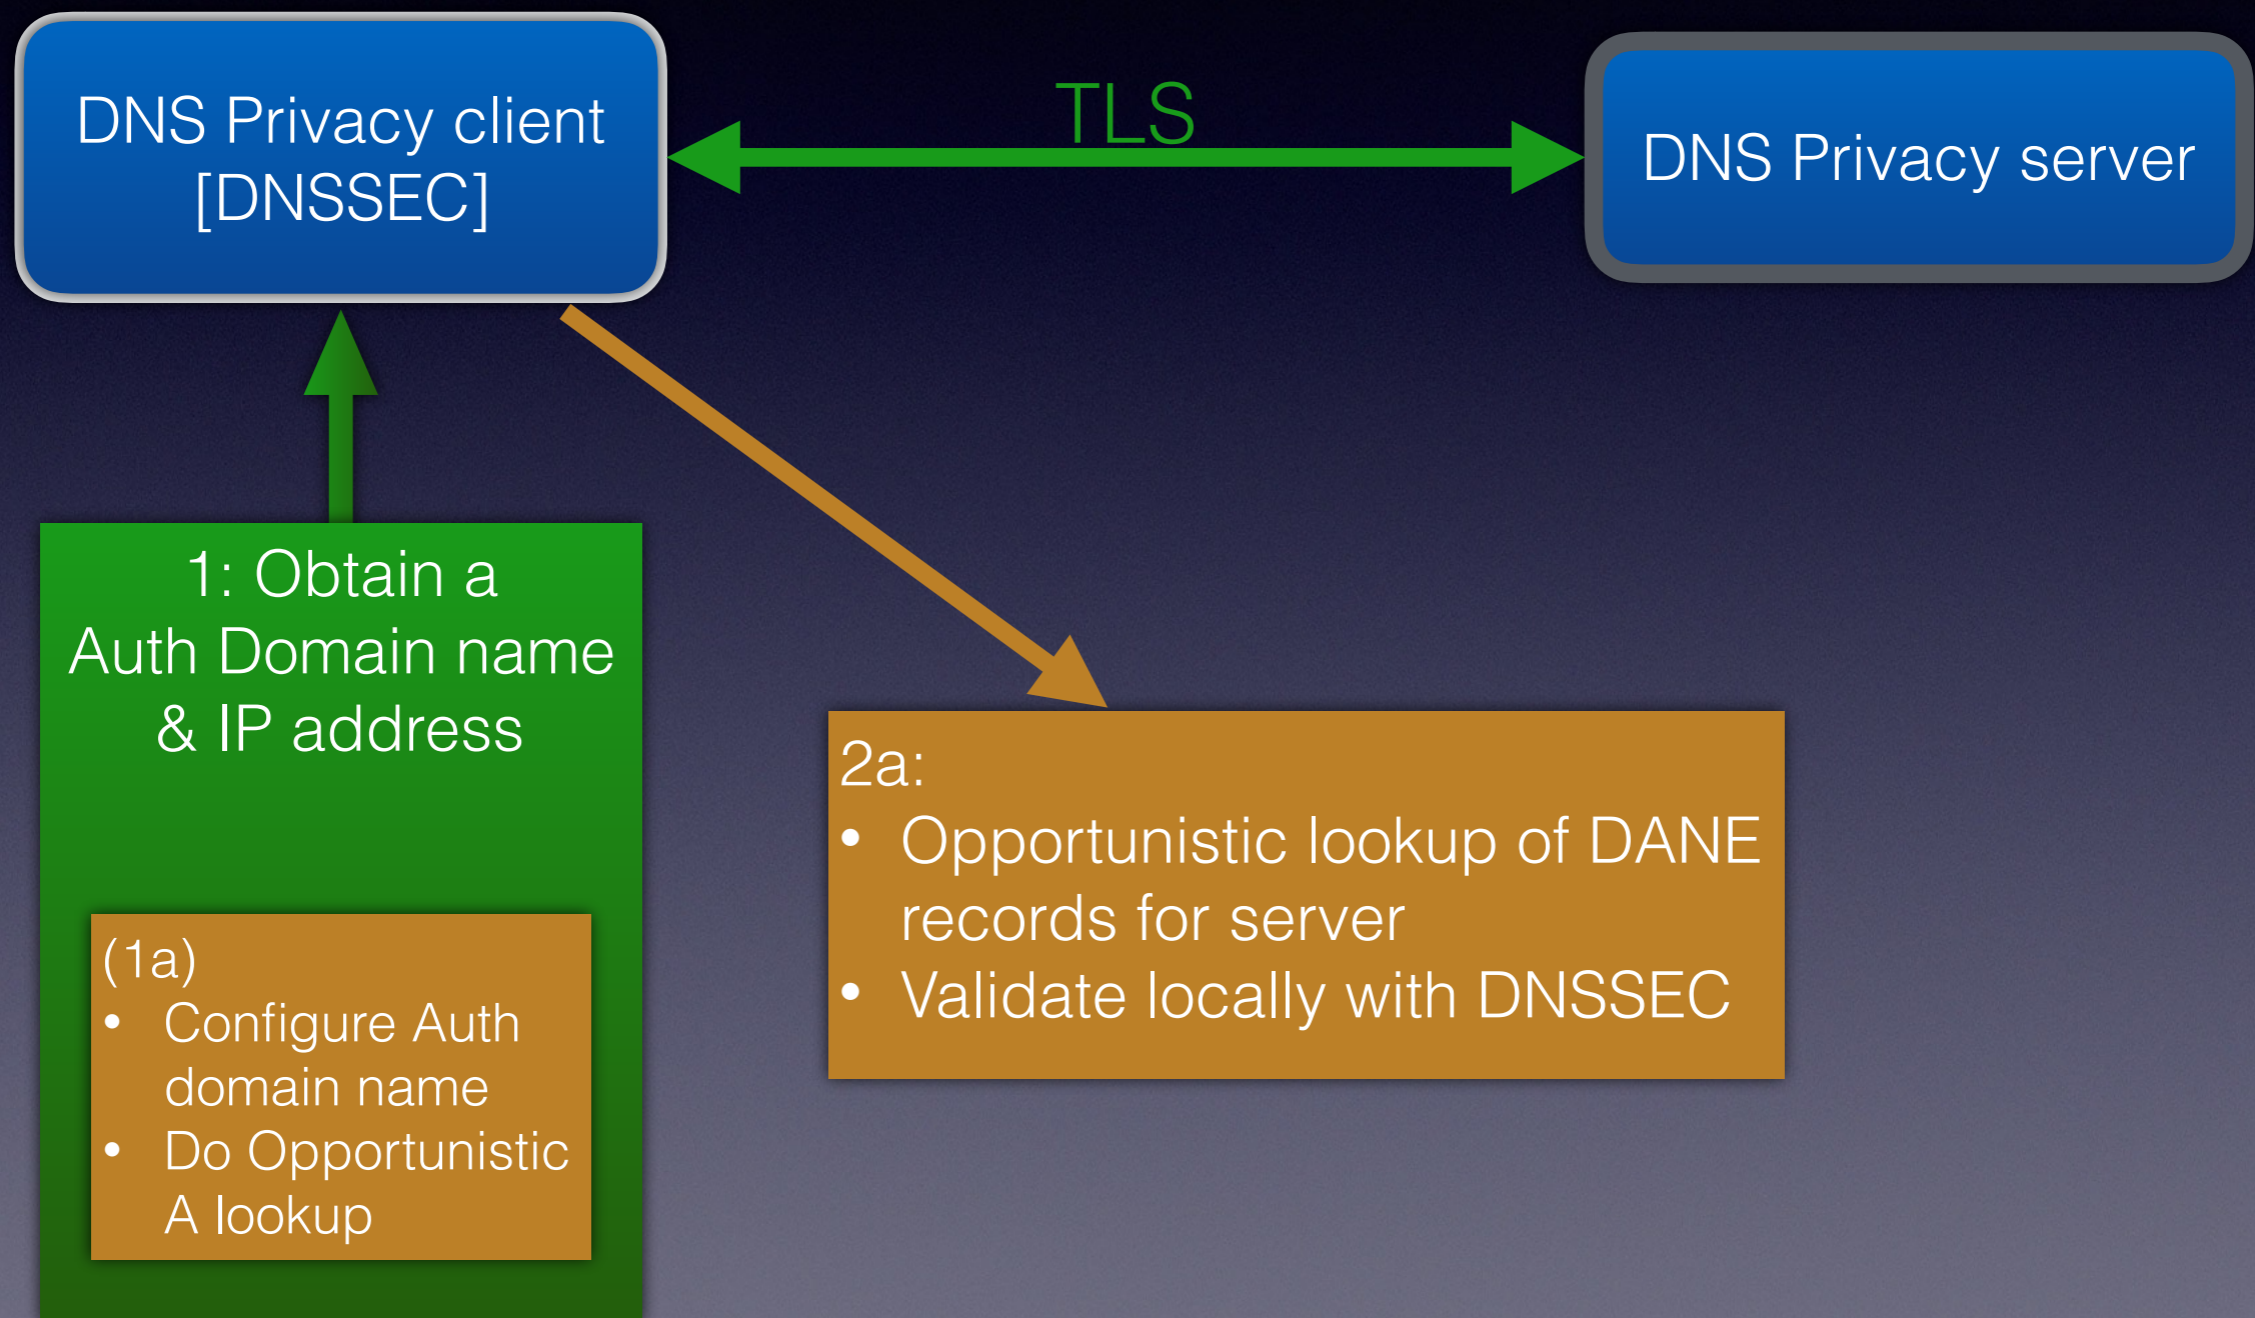 DNS Privacy client
[DNSSEC]
TLS
DNS Privacy server
1: Obtain a
Auth Domain name
& IP address
(1a)
• Configure Auth
domain name
• Do Opportunistic
A lookup
2a:
• Opportunistic lookup of DANE
records for server
• Validate locally with DNSSEC